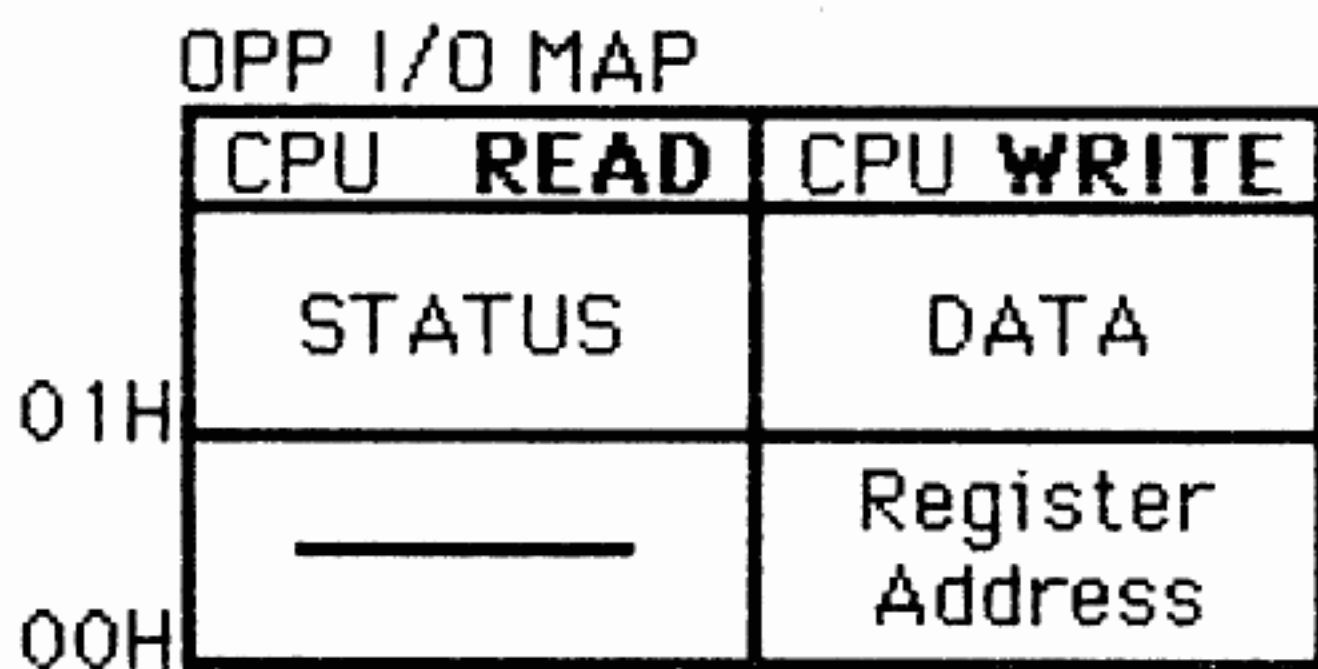 OPP I/O MAP
CPU READ CPU WRITE
STATUS DATA
01H
Register
Address
00H